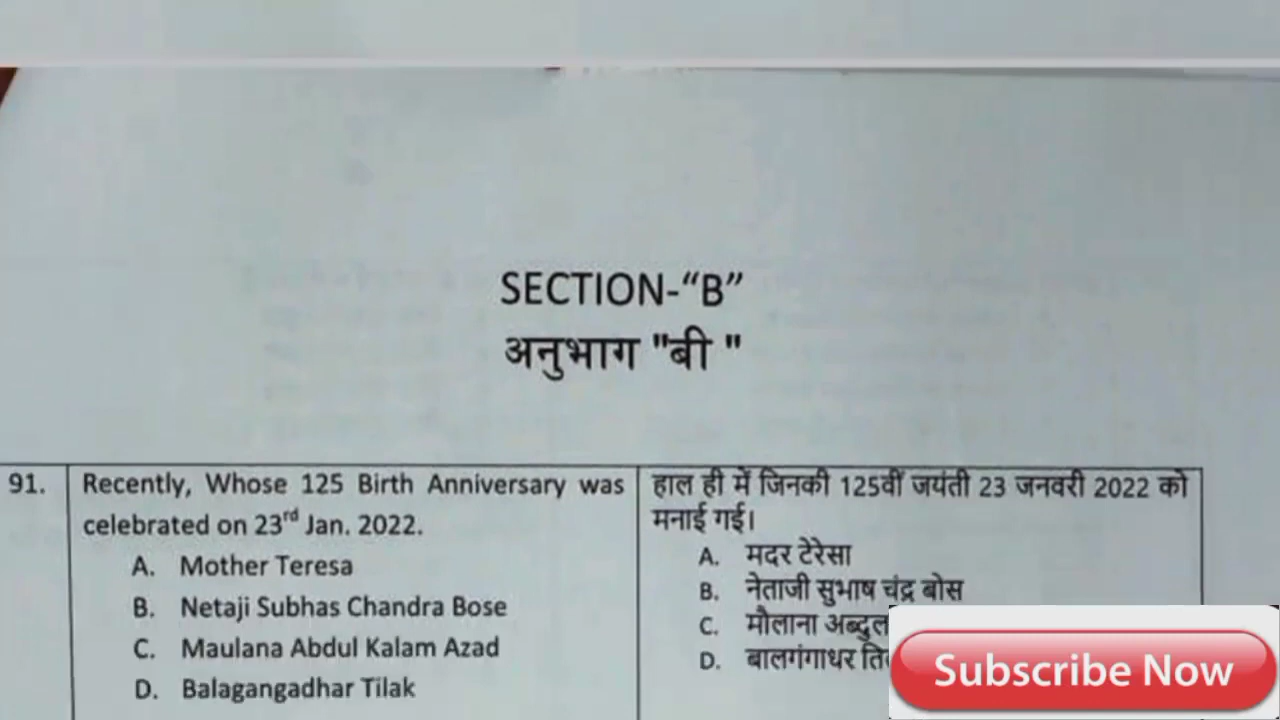 SECTION-“B”
अनुभाग "बी "
91.
Recently, Whose 125 Birth Anniversary was
celebrated on 23rd Jan. 2022.
A. Mother Teresa
B. Netaji Subhas Chandra Bose
C. Maulana Abdul Kalam Azad
D. Balagangadhar Tilak
हाल ही में जिनकी 125वीं जयंती 23 जनवरी 2022 को
मनाई गई।
A. मदर टेरेसा
B. नेताजी सुभाष चंद्र बोस
C. मौलाना
D. बालगंगाधर
Subscribe Now